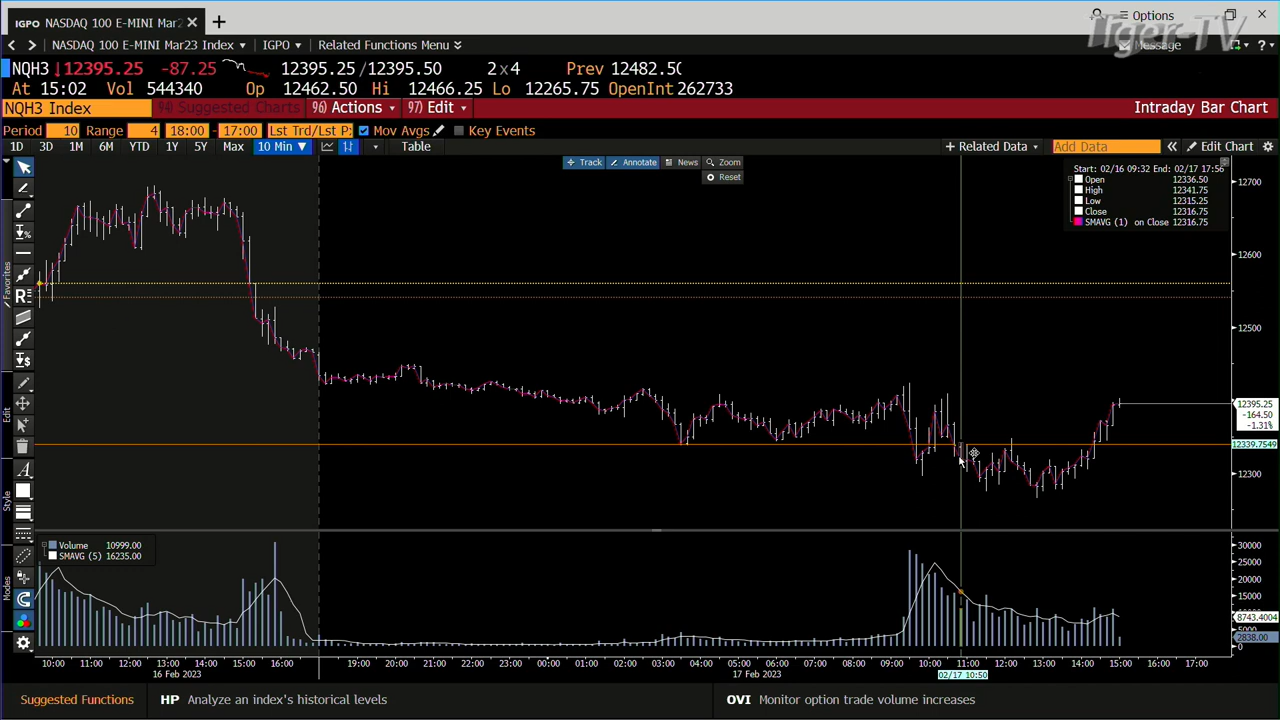 IGPO NASDAQ 100 E-MINI Mar2
Options
Tiger-TV
NASDAQ 100 E-MINI Mar23 Index
IGPO
Related Functions Menu
Message
NQH3 ↓12395.25 -87.25 12395.25/12395.50 2x4 Prev 12482.50
At 15:02 Vol 544340 Op 12462.50 Hi 12466.25 Lo 12265.75 OpenInt 262733
NQH3 Index
94) Suggested Charts
96) Actions
97) Edit
Intraday Bar Chart
Period 10 Range 4 18:00 - 17:00 Lst Trd/Lst P: Mov Avgs Key Events
1D 3D 1M 6M YTD 1Y 5Y Max 10 Min ▼ Table
+ Related Data
Add Data
« Edit Chart
Track Annotate News Zoom
Reset
Start: 02/16 09:32 End: 02/17 17:56
Open 12336.50
High 12341.75
Low 12315.25
Close 12316.75
SMAVG (1) on Close 12316.75
12700
12600
12500
12395.25
-164.50
-1.31%
12339.7549
12300
Favorites
Edit
Style
Modes
Volume 10999.00
SMAVG (5) 16235.00
30000
25000
20000
15000
10000
8743.4004
5000
2838.00
0
10:00 11:00 12:00 13:00 14:00 15:00 16:00 19:00 20:00 21:00 22:00 23:00 00:00 01:00 02:00 03:00 04:00 05:00 06:00 07:00 08:00 09:00 10:00 11:00 12:00 13:00 14:00 15:00 16:00 17:00
16 Feb 2023
17 Feb 2023
02/17 10:50
Suggested Functions
HP Analyze an index's historical levels
OVI Monitor option trade volume increases